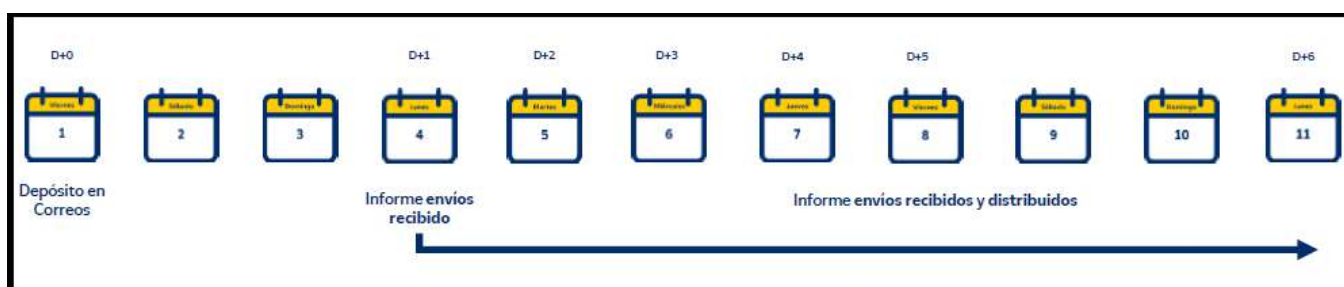 D+0 D+1 D+2 D+3 D+4 D+5 D+6
Viernes Sábado Domingo Lunes Martes Miércoles Jueves Viernes Sábado Domingo Lunes
1 2 3 4 5 6 7 8 9 10 11
Depósito en
Correos
Informe envíos
recibido
Informe envíos recibidos y distribuidos